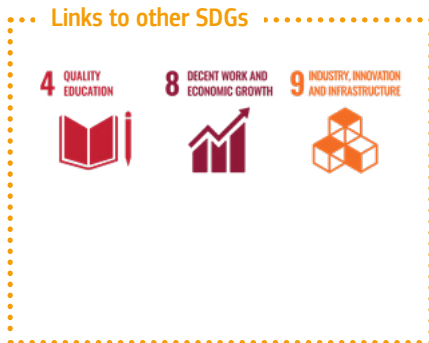 Links to other SDGs
4 QUALITY
EDUCATION
8 DECENT WORK AND
ECONOMIC GROWTH
9 INDUSTRY, INNOVATION
AND INFRASTRUCTURE